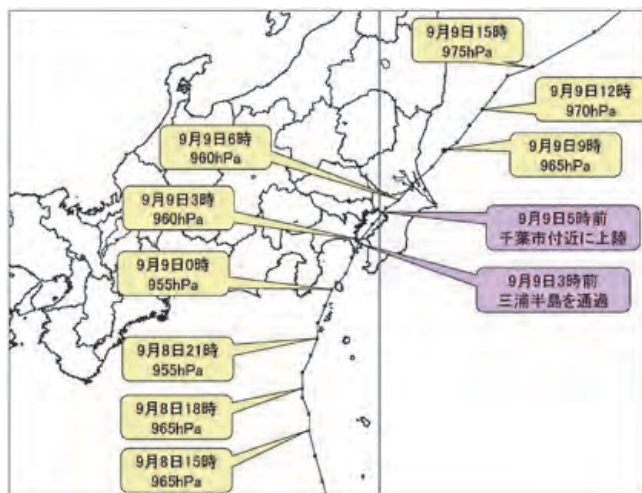 9月9日15時
975hPa
9月9日12時
970hPa
9月9日6時
960hPa
9月9日9時
965hPa
9月9日3時
960hPa
9月9日5時前
千葉市付近に上陸
9月9日0時
955hPa
9月9日3時前
三浦半島を通過
9月8日21時
955hPa
9月8日18時
965hPa
9月8日15時
965hPa